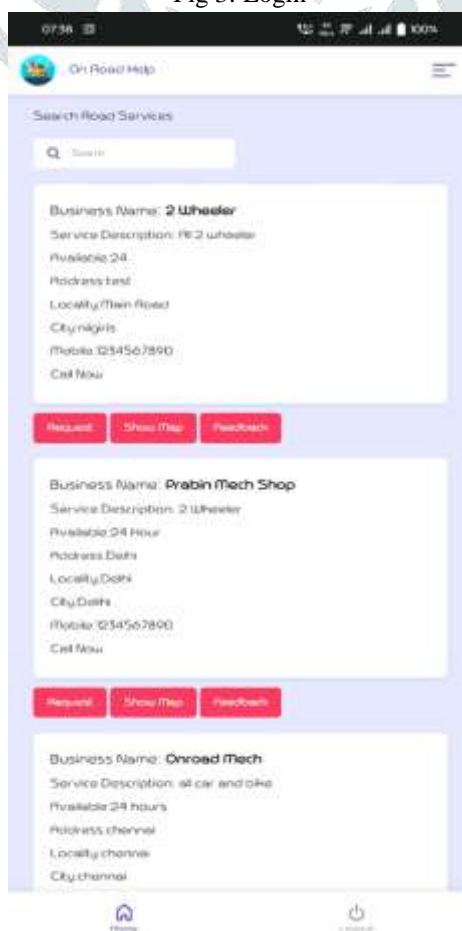 Fig 3: Login
07:36
100%
On Road Help
Search Road Services
Search
Business Name: 2 Wheeler
Service Description: All 2 wheeler
Available:24
Address:test
Locality:Main Road
City:nilgiris
Mobile:1234567890
Call Now
Request Show Map Feedback
Business Name: Prabin Mech Shop
Service Description: 2 Wheeler
Available:24 Hour
Address:Delhi
Locality:Delhi
City:Delhi
Mobile:1234567890
Call Now
Request Show Map Feedback
Business Name: Onroad Mech
Service Description: all car and bike
Available:24 hours
Address:chennai
Locality:chennai
City:chennai
Home